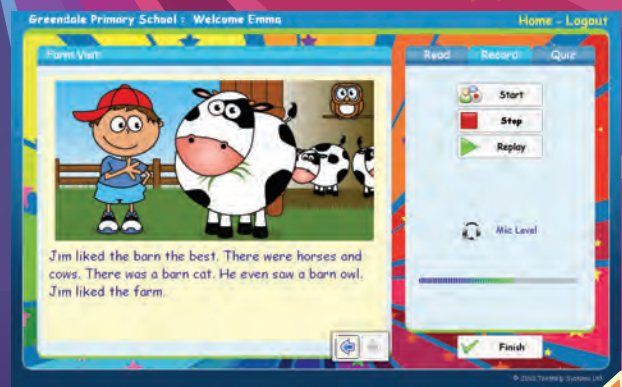 Greendale Primary School : Welcome Emma
Home - Logout
Farm Visit
Read Record Quiz
Start
Stop
Replay
Mic Level
Jim liked the barn the best. There were horses and
cows. There was a barn cat. He even saw a barn owl.
Jim liked the farm.
Finish